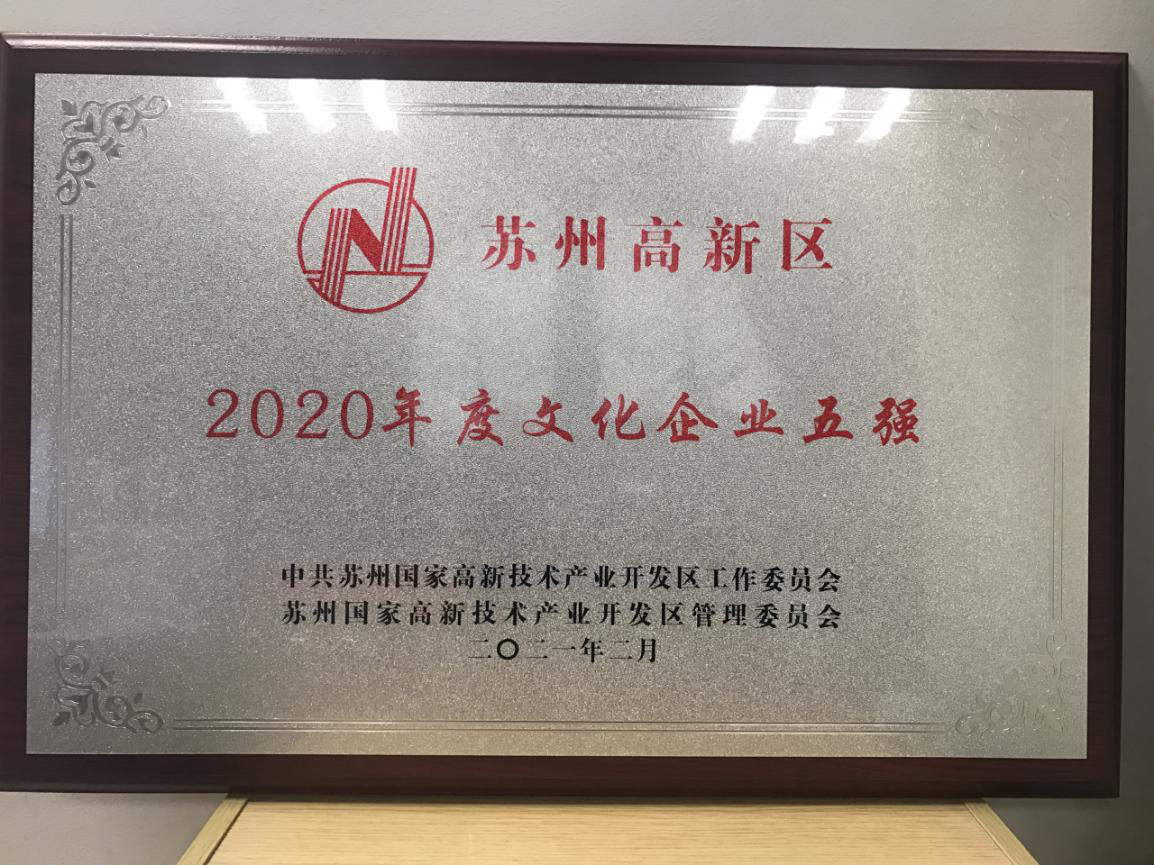 苏州高新区
2020年度文化企业五强
中共苏州国家高新技术产业开发区工作委员会
苏州国家高新技术产业开发区管理委员会
二〇二一年二月